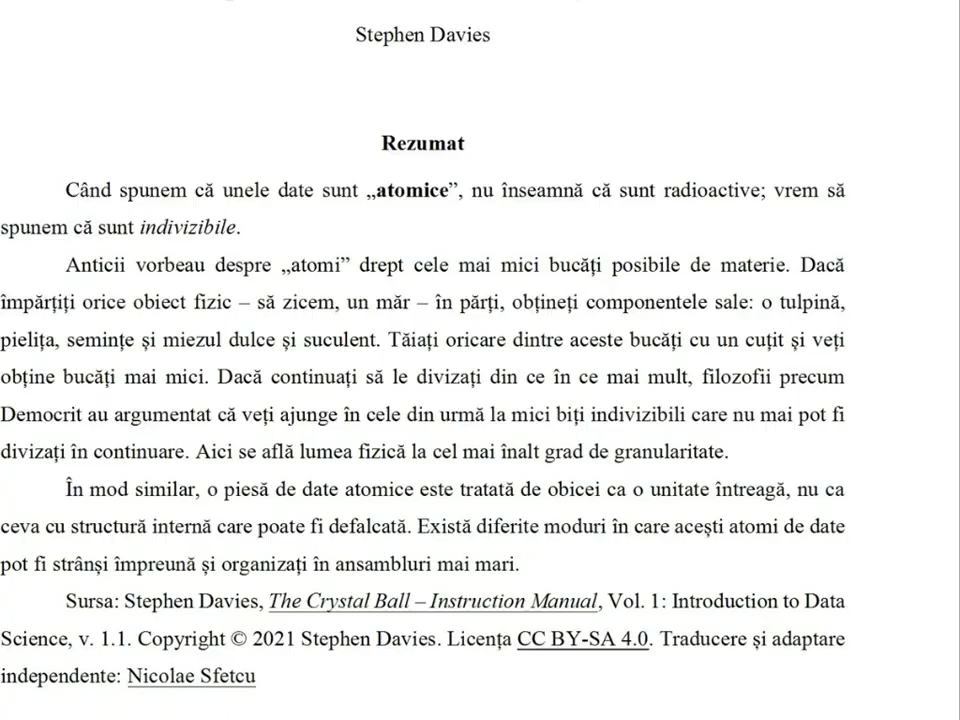 Stephen Davies
Rezumat
Când spunem că unele date sunt „atomice”, nu înseamnă că sunt radioactive; vrem să
spunem că sunt indivizibile.
Anticii vorbeau despre „atomi” drept cele mai mici bucăți posibile de materie. Dacă
împărțiți orice obiect fizic – să zicem, un măr – în părți, obțineți componentele sale: o tulpină,
pielița, semințe și miezul dulce și suculent. Tăiați oricare dintre aceste bucăți cu un cuțit și veți
obține bucăți mai mici. Dacă continuați să le divizați din ce în ce mai mult, filozofii precum
Democrit au argumentat că veți ajunge în cele din urmă la mici biți indivizibili care nu mai pot fi
divizați în continuare. Aici se află lumea fizică la cel mai înalt grad de granularitate.
În mod similar, o piesă de date atomice este tratată de obicei ca o unitate întreagă, nu ca
ceva cu structură internă care poate fi defalcată. Există diferite moduri în care acești atomi de date
pot fi strânși împreună și organizați în ansambluri mai mari.
Sursa: Stephen Davies, The Crystal Ball – Instruction Manual, Vol. 1: Introduction to Data
Science, v. 1.1. Copyright © 2021 Stephen Davies. Licența CC BY-SA 4.0. Traducere și adaptare
independente: Nicolae Sfetcu